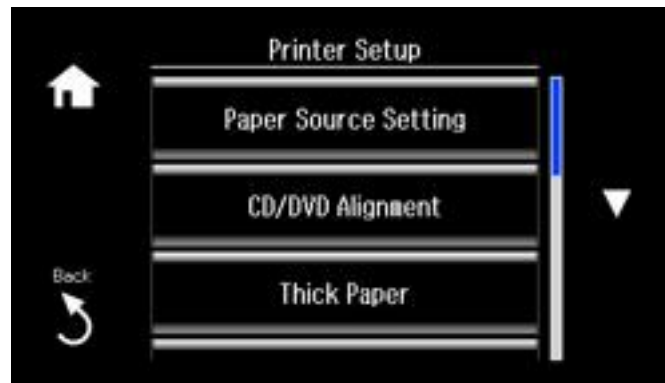 Printer Setup
Paper Source Setting
CD/DVD Alignment
Thick Paper
Back